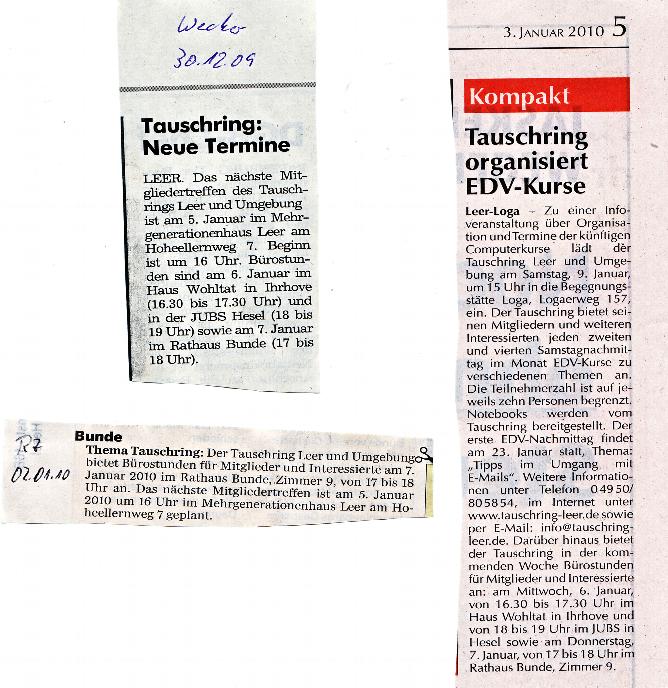 Wecko
30.12.09
Tauschring:
Neue Termine
LEER. Das nächste Mit-
gliedertreffen des Tausch-
rings Leer und Umgebung
ist am 5. Januar im Mehr-
generationenhaus Leer am
Hoheellernweg 7. Beginn
ist um 16 Uhr. Bürostun-
den sind am 6. Januar im
Haus Wohltat in Ihrhove
(16.30 bis 17.30 Uhr) und
in der JUBS Hesel (18 bis
19 Uhr) sowie am 7. Januar
im Rathaus Bunde (17 bis
18 Uhr).
RZ
02.01.10
Bunde
Thema Tauschring: Der Tauschring Leer und Umgebung
bietet Bürostunden für Mitglieder und Interessierte am 7.
Januar 2010 im Rathaus Bunde, Zimmer 9, von 17 bis 18
Uhr an. Das nächste Mitgliedertreffen ist am 5. Januar
2010 um 16 Uhr im Mehrgenerationenhaus Leer am Ho-
heellernweg 7 geplant.
3. JANUAR 2010 5
Kompakt
Tauschring
organisiert
EDV-Kurse
Leer-Loga – Zu einer Info-
veranstaltung über Organisa-
tion und Termine der künftigen
Computerkurse lädt der
Tauschring Leer und Umge-
bung am Samstag, 9. Januar,
um 15 Uhr in die Begegnungs-
stätte Loga, Logaerweg 157,
ein. Der Tauschring bietet sei-
nen Mitgliedern und weiteren
Interessierten jeden zweiten
und vierten Samstagnachmit-
tag im Monat EDV-Kurse zu
verschiedenen Themen an.
Die Teilnehmerzahl ist auf je-
weils zehn Personen begrenzt.
Notebooks werden vom
Tauschring bereitgestellt. Der
erste EDV-Nachmittag findet
am 23. Januar statt, Thema:
„Tipps im Umgang mit
E-Mails“. Weitere Informatio-
nen unter Telefon 04950/
805854, im Internet unter
www.tauschring-leer.de sowie
per E-Mail: info@tauschring-
leer.de. Darüber hinaus bietet
der Tauschring in der kom-
menden Woche Bürostunden
für Mitglieder und Interessierte
an: am Mittwoch, 6. Januar,
von 16.30 bis 17.30 Uhr im
Haus Wohltat in Ihrhove und
von 18 bis 19 Uhr im JUBS in
Hesel sowie am Donnerstag,
7. Januar, von 17 bis 18 Uhr im
Rathaus Bunde, Zimmer 9.